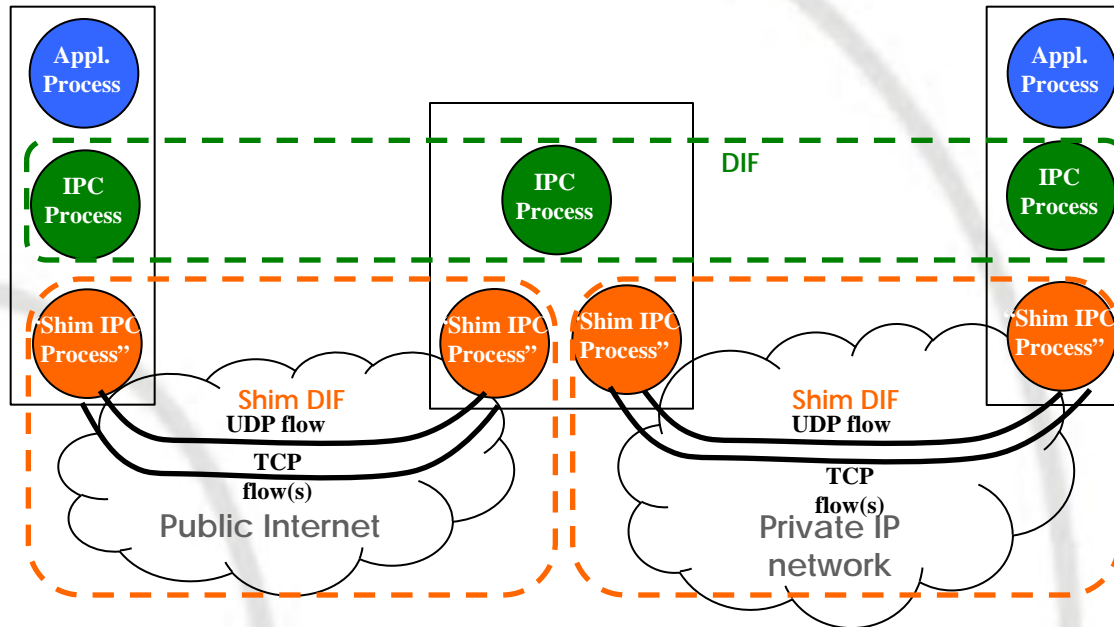 Appl.
Process
Appl.
Process
DIF
IPC
Process
IPC
Process
IPC
Process
“Shim IPC
Process”
“Shim IPC
Process”
“Shim IPC
Process”
“Shim IPC
Process”
Shim DIF
UDP flow
TCP
flow(s)
Public Internet
Shim DIF
UDP flow
TCP
flow(s)
Private IP
network